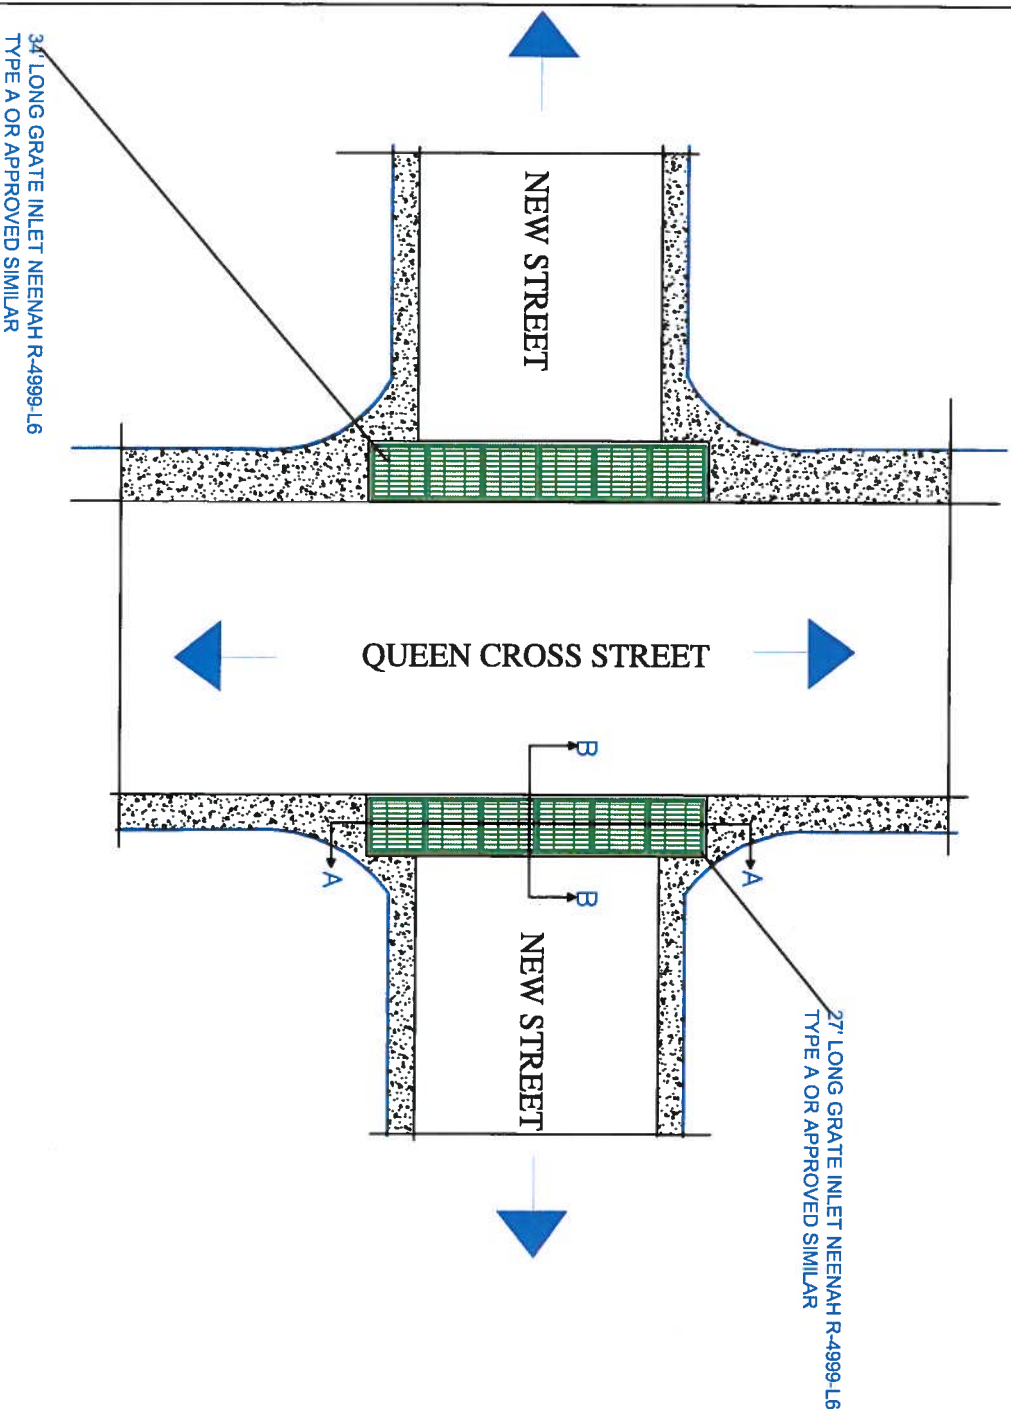 34' LONG GRATE INLET NEENAH R-4999-L6
TYPE A OR APPROVED SIMILAR
NEW STREET
QUEEN CROSS STREET
B
B
A
A
NEW STREET
27' LONG GRATE INLET NEENAH R-4999-L6
TYPE A OR APPROVED SIMILAR